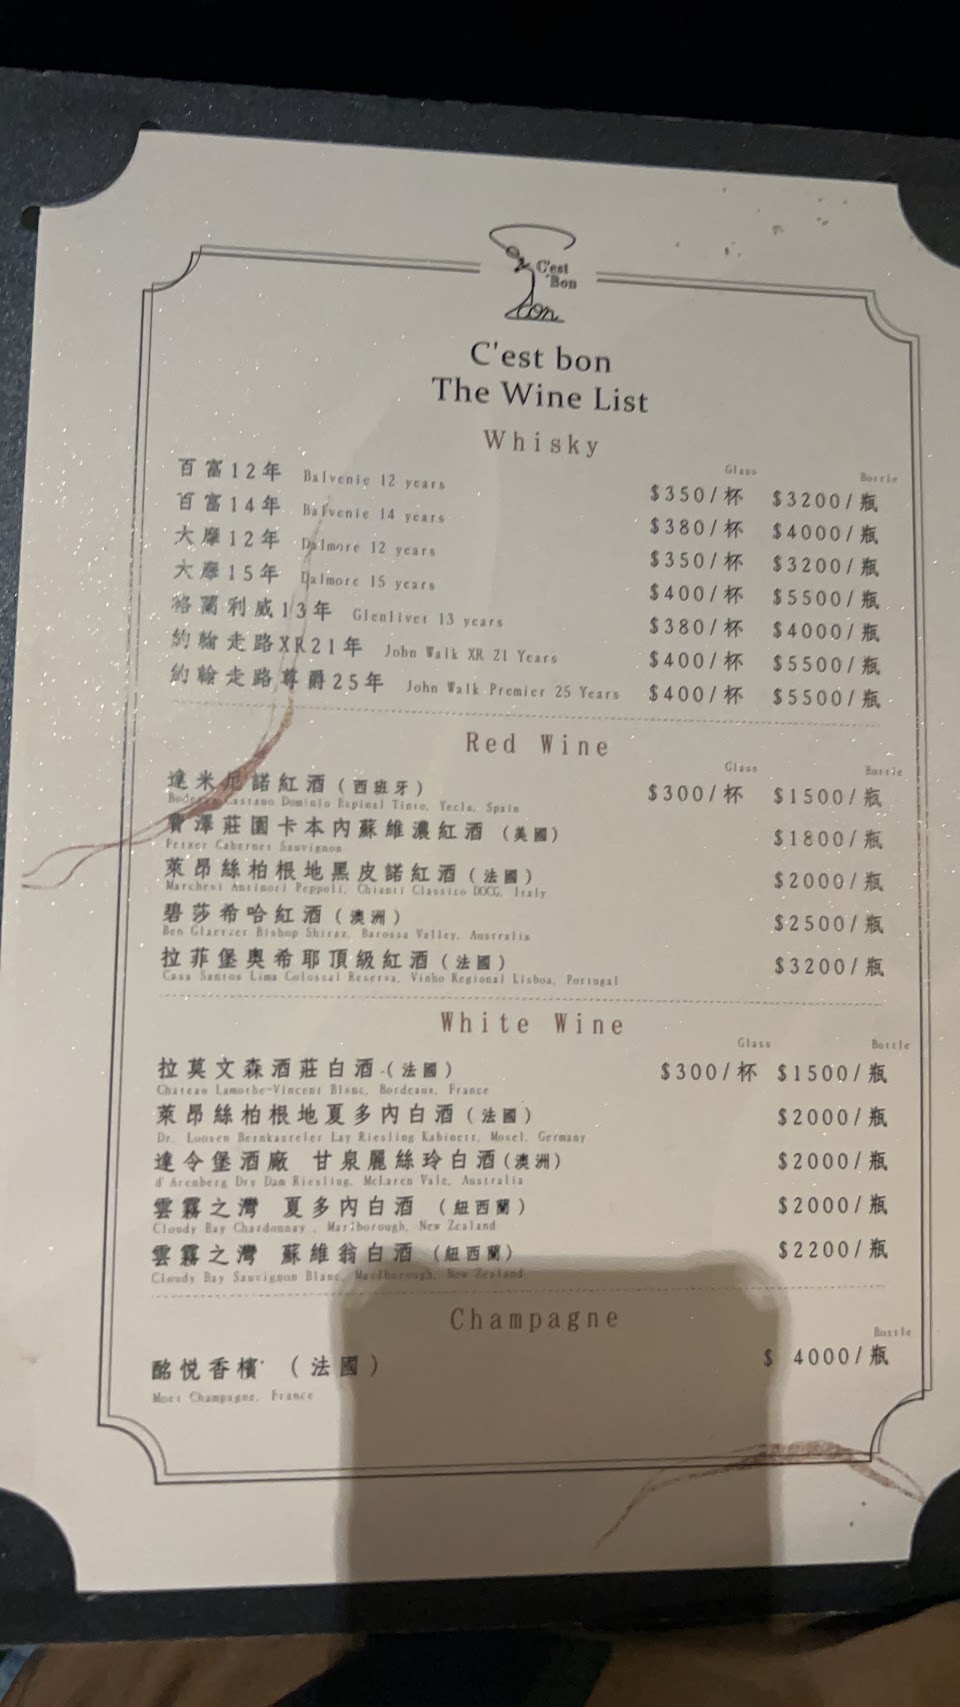 C'est
Bon
C'est bon
The Wine List
Whisky
Glass Bottle
百富12年 Balvenie 12 years $350/杯 $3200/瓶
百富14年 Balvenie 14 years $380/杯 $4000/瓶
大摩12年 Dalmore 12 years $350/杯 $3200/瓶
大摩15年 Dalmore 15 years $400/杯 $5500/瓶
格蘭利威13年 Glenliver 13 years $380/杯 $4000/瓶
約翰走路XR21年 John Walk XR 21 Years $400/杯 $5500/瓶
約翰走路尊爵25年 John Walk Premier 25 Years $400/杯 $5500/瓶
Red Wine
Glass Bottle
達米尼諾紅酒(西班牙) $300/杯 $1500/瓶
Bodegas Castano Dominio Espinal Tinto, Yecla, Spain
費澤莊園卡本內蘇維濃紅酒 (美國) $1800/瓶
Fetzer Cabernet Sauvignon
萊昂絲柏根地黑皮諾紅酒(法國) $2000/瓶
Marchesi Antinori Peppoli, Chianti Classico DOCG, Italy
碧莎希哈紅酒(澳洲) $2500/瓶
Ben Glaetzer Bishop Shiraz, Barossa Valley, Australia
拉菲堡奧希耶頂級紅酒(法國) $3200/瓶
Casa Santos Lima Colossal Reserva, Vinho Regional Lisboa, Portugal
White Wine
Glass Bottle
拉莫文森酒莊白酒(法國) $300/杯 $1500/瓶
Chateau Lamothe-Vincent Blanc, Bordeaux, France
萊昂絲柏根地夏多內白酒(法國) $2000/瓶
Dr. Loosen Bernkasteler Lay Riesling Kabinett, Mosel, Germany
達令堡酒廠 甘泉麗絲玲白酒(澳洲) $2000/瓶
d'Arenberg Dry Dam Riesling, McLaren Vale, Australia
雲霧之灣 夏多內白酒 (紐西蘭) $2000/瓶
Cloudy Bay Chardonnay , Marlborough, New Zealand
雲霧之灣 蘇維翁白酒 (紐西蘭) $2200/瓶
Cloudy Bay Sauvignon Blanc, Marlborough, New Zealand
Champagne
Bottle
酩悅香檳 (法國) $ 4000/瓶
Moet Champagne, France